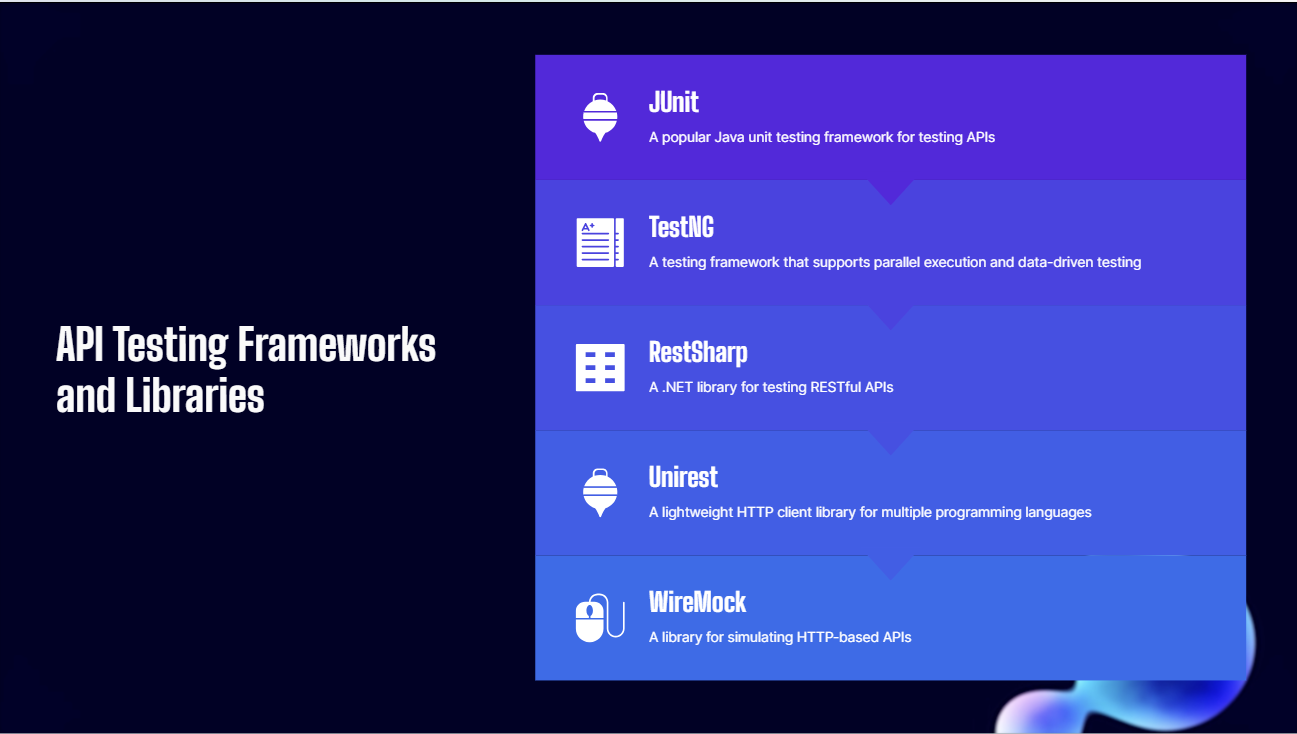 API Testing Frameworks
and Libraries
JUnit
A popular Java unit testing framework for testing APIs
A+
TestNG
A testing framework that supports parallel execution and data-driven testing
RestSharp
A .NET library for testing RESTful APIs
Unirest
A lightweight HTTP client library for multiple programming languages
WireMock
A library for simulating HTTP-based APIs